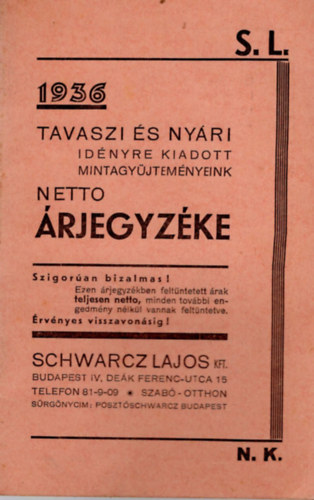 S. L.
1936
TAVASZI ÉS NYÁRI
IDÉNYRE KIADOTT
MINTAGYÜJTEMÉNYEINK
NETTO
ÁRJEGYZÉKE
Szigorúan bizalmas!
Ezen árjegyzékben feltüntetett árak
teljesen netto, minden további en-
gedmény nélkül vannak feltüntetve.
Érvényes visszavonásig!
SCHWARCZ LAJOS KFT.
BUDAPEST IV, DEÁK FERENC-UTCA 15
TELEFON 81-9-09 ★ SZABÓ-OTTHON
SÜRGÖNYCIM: POSZTÓSCHWARCZ BUDAPEST
N. K.